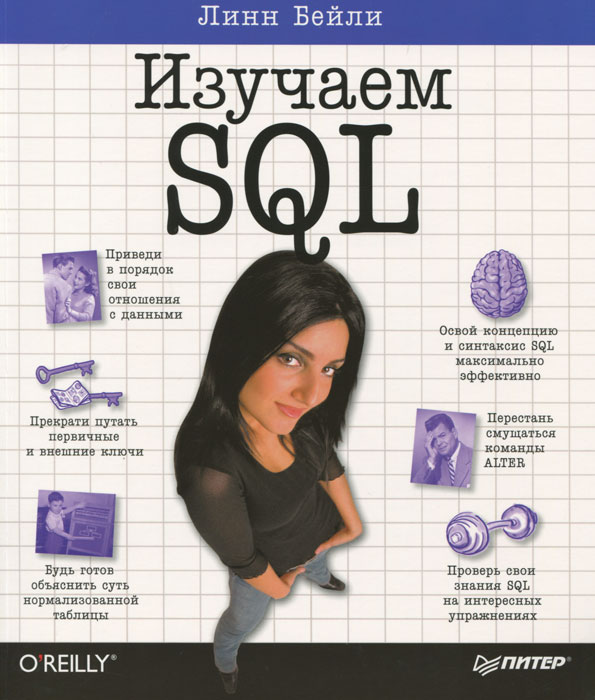 Линн Бейли
Изучаем
SQL
Приведи
в порядок
свои
отношения
с данными
Прекрати путать
первичные
и внешние ключи
Будь готов
объяснить суть
нормализованной
таблицы
Освой концепцию
и синтаксис SQL
максимально
эффективно
Перестань
смущаться
команды
ALTER
Проверь свои
знания SQL
на интересных
упражнениях
O'REILLY®
ПИТЕР®